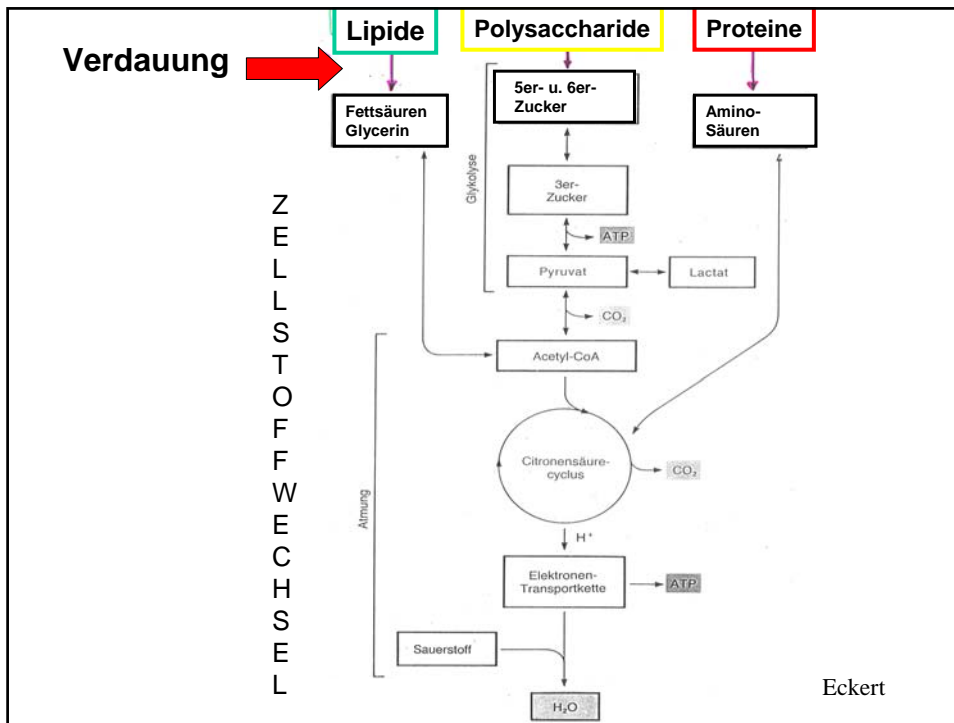 Lipide
Polysaccharide
Proteine
Verdauung
Fettsäuren
Glycerin
5er- u. 6er-
Zucker
Amino-
Säuren
Glykolyse
3er-
Zucker
ATP
Pyruvat
Lactat
CO₂
Acetyl-CoA
ZELLSTOFFWECHSEL
Atmung
Citronensäure-
cyclus
CO₂
H⁺
Elektronen-
Transportkette
ATP
Sauerstoff
H₂O
Eckert